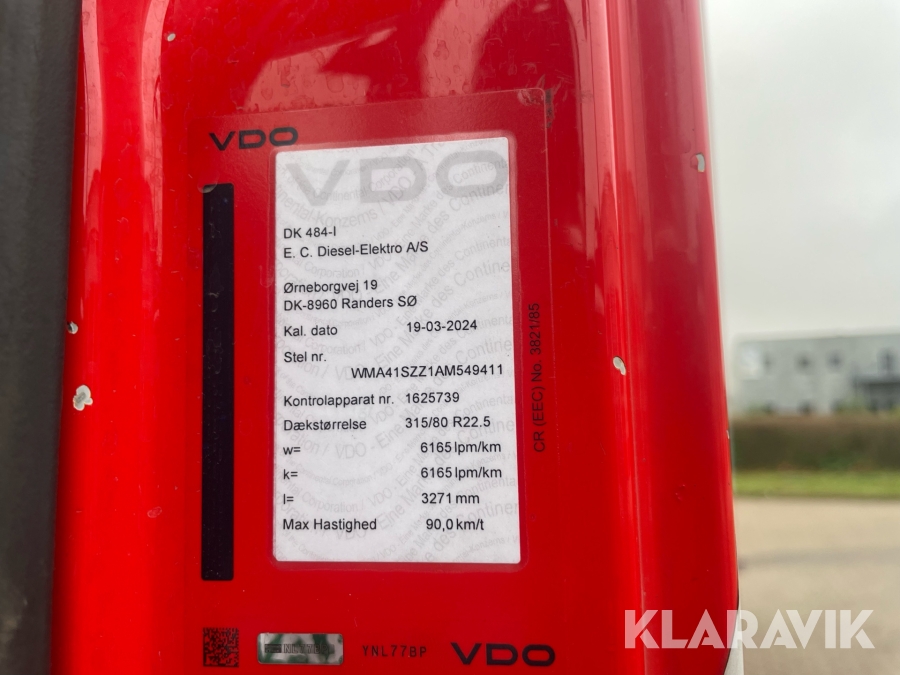 VDO
VDO
DK 484-I
E. C. Diesel-Elektro A/S
Ørneborgvej 19
DK-8960 Randers SØ
Kal. dato 19-03-2024
Stel nr.
WMA41SZZ1AM549411
Kontrolapparat nr. 1625739
Dækstørrelse 315/80 R22.5
w= 6165 lpm/km
k= 6165 lpm/km
l= 3271 mm
Max Hastighed 90,0 km/t
CR (EEC) No. 3821/85
YNL77BP
VDO
KLARAVIK